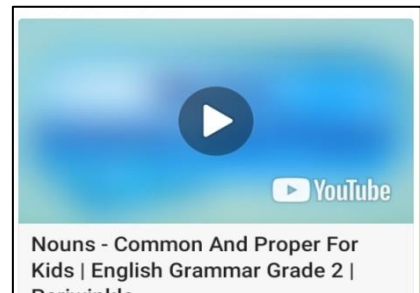 YouTube
Nouns - Common And Proper For
Kids | English Grammar Grade 2 |